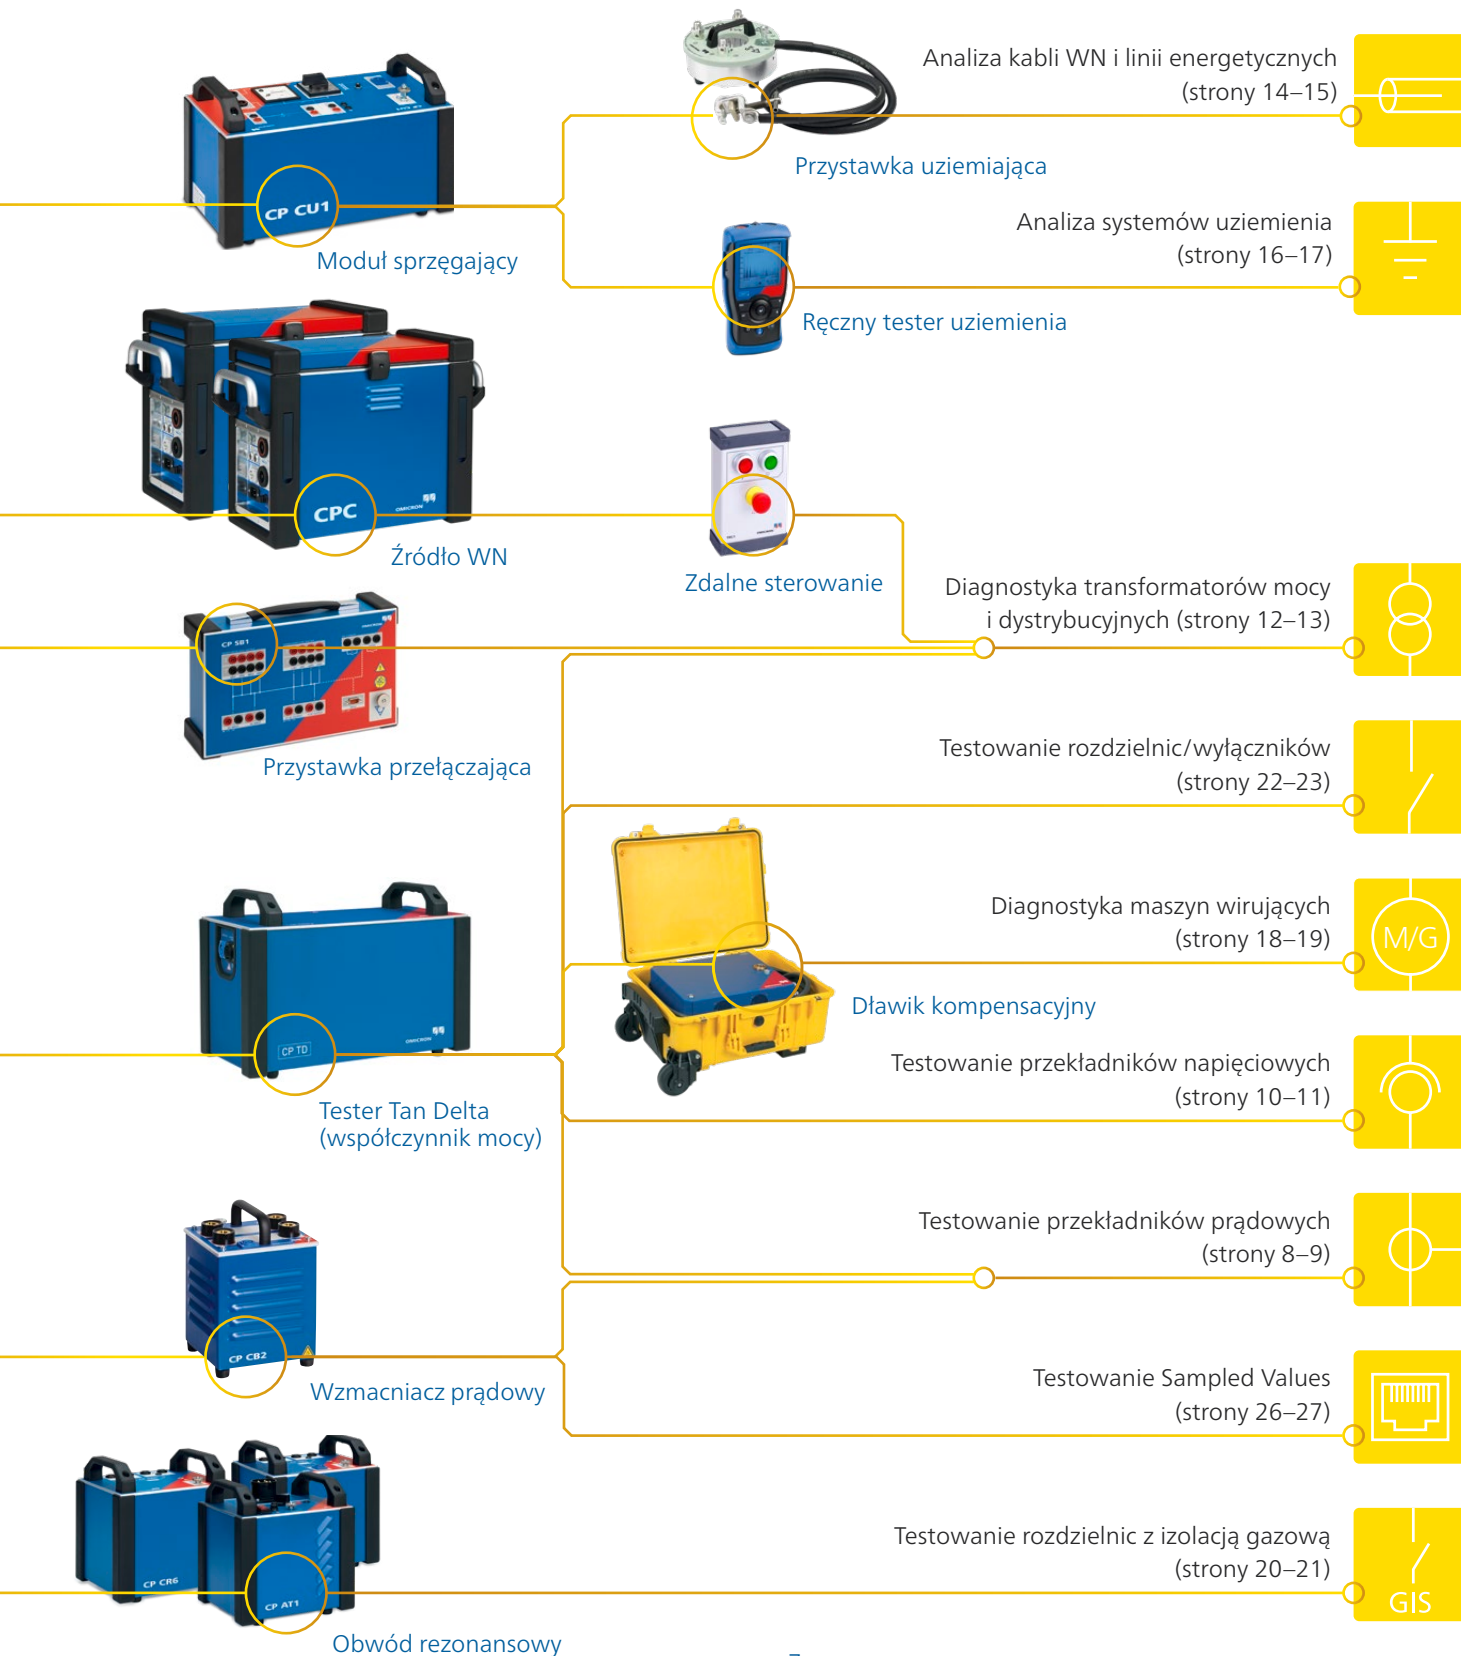 Analiza kabli WN i linii energetycznych
(strony 14–15)
Przystawka uziemiająca
CP CU1
Moduł sprzęgający
Analiza systemów uziemienia
(strony 16–17)
Ręczny tester uziemienia
CPC
OMICRON
Źródło WN
Zdalne sterowanie
Diagnostyka transformatorów mocy
i dystrybucyjnych (strony 12–13)
CP SB1
Przystawka przełączająca
Testowanie rozdzielnic/wyłączników
(strony 22–23)
Diagnostyka maszyn wirujących
(strony 18–19)
M/G
Dławik kompensacyjny
CP TD
OMICRON
Tester Tan Delta
(współczynnik mocy)
Testowanie przekładników napięciowych
(strony 10–11)
Testowanie przekładników prądowych
(strony 8–9)
CP CB2
Wzmacniacz prądowy
Testowanie Sampled Values
(strony 26–27)
CP CR6
CP AT1
Obwód rezonansowy
Testowanie rozdzielnic z izolacją gazową
(strony 20–21)
GIS